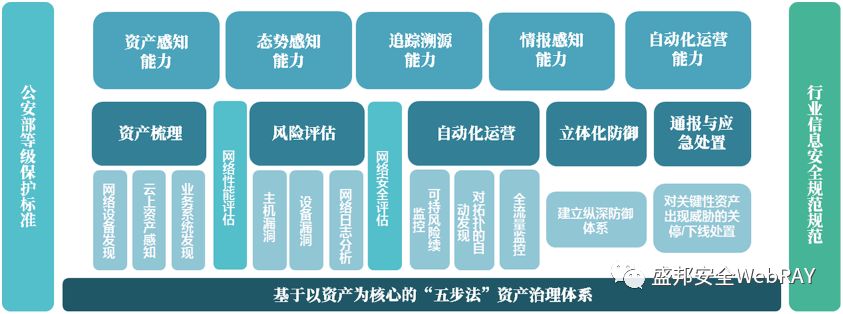 公安部等级保护标准
资产感知
能力
态势感知
能力
追踪溯源
能力
情报感知
能力
自动化运营
能力
行业信息安全规范规范
资产梳理
网络性能评估
风险评估
网络安全评估
自动化运营
立体化防御
通报与应
急处置
网络设备发现
云上资产感知
业务系统发现
主机漏洞
设备漏洞
网络日志分析
可持风险续
监控
对拓扑的自
动发现
全流量监控
建立纵深防御
体系
对关键性资产
出现威胁的关
停/下线处置
盛邦安全WebRAY
基于以资产为核心的“五步法”资产治理体系